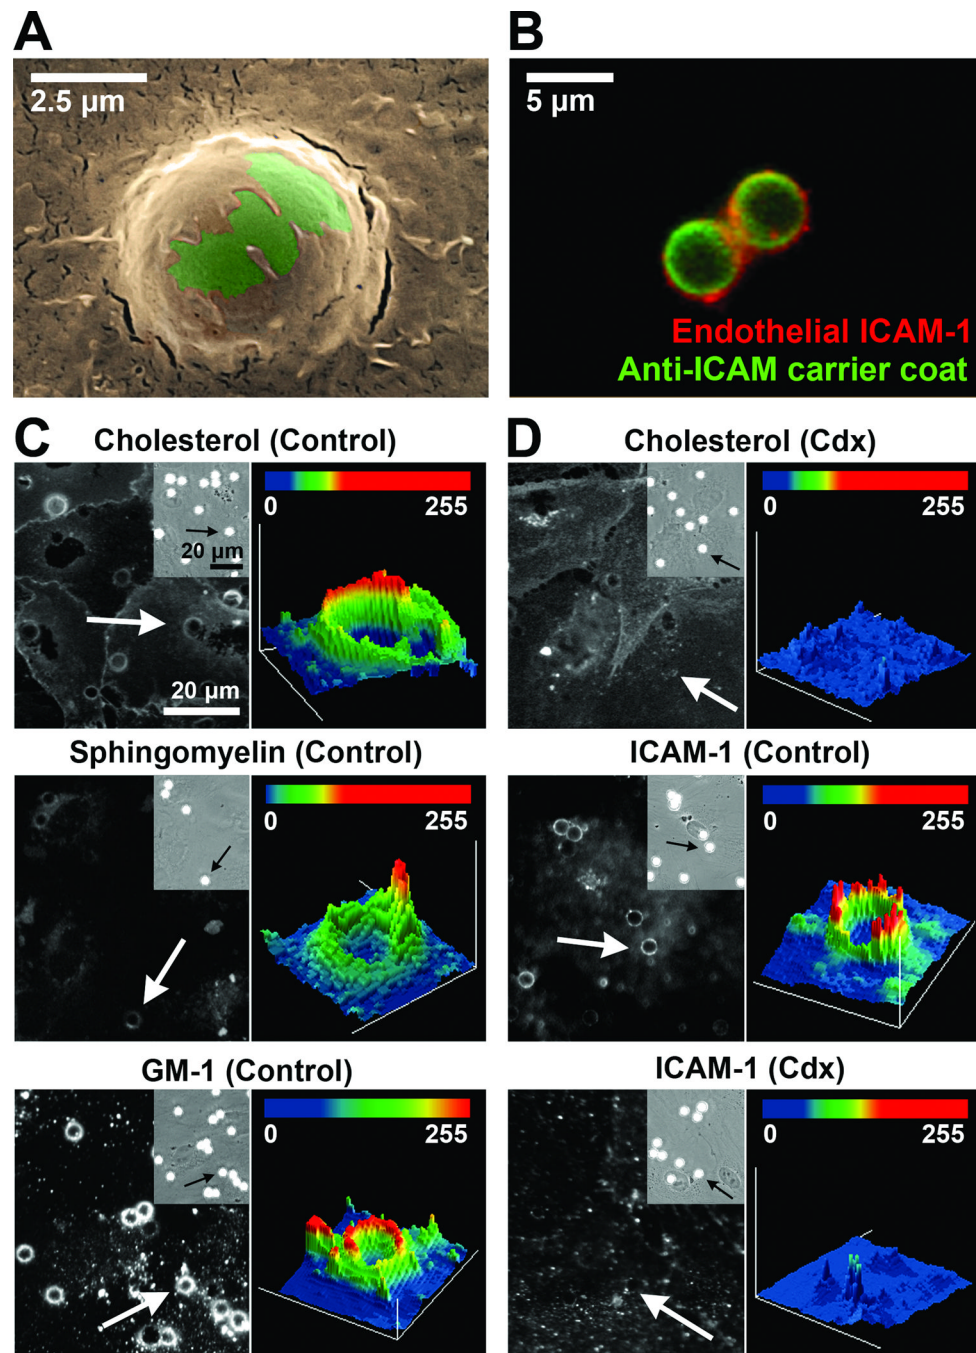 A
2.5 µm
B
5 µm
Endothelial ICAM-1
Anti-ICAM carrier coat
C
Cholesterol (Control)
20 µm
20 µm
0 255
D
Cholesterol (Cdx)
0 255
Sphingomyelin (Control)
0 255
ICAM-1 (Control)
0 255
GM-1 (Control)
0 255
ICAM-1 (Cdx)
0 255